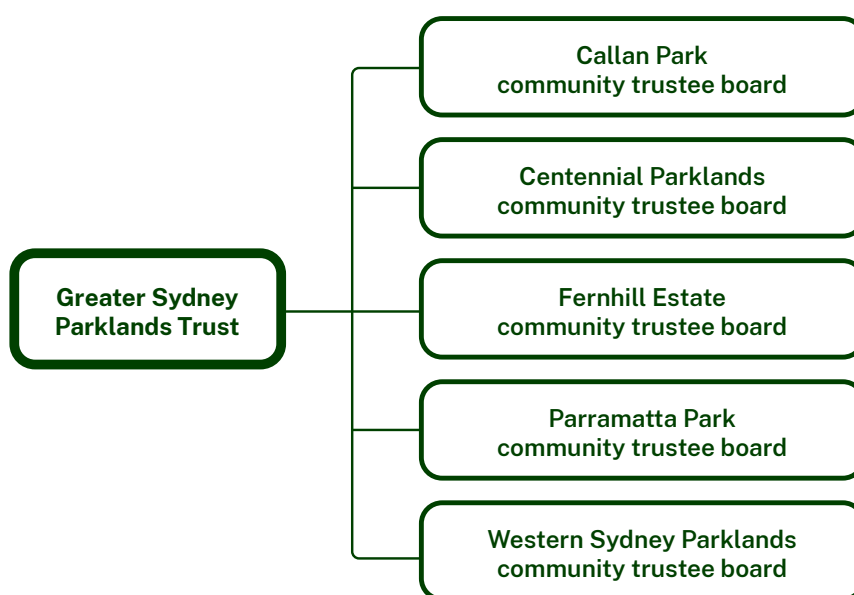 Callan Park
community trustee board
Centennial Parklands
community trustee board
Greater Sydney
Parklands Trust
Fernhill Estate
community trustee board
Parramatta Park
community trustee board
Western Sydney Parklands
community trustee board